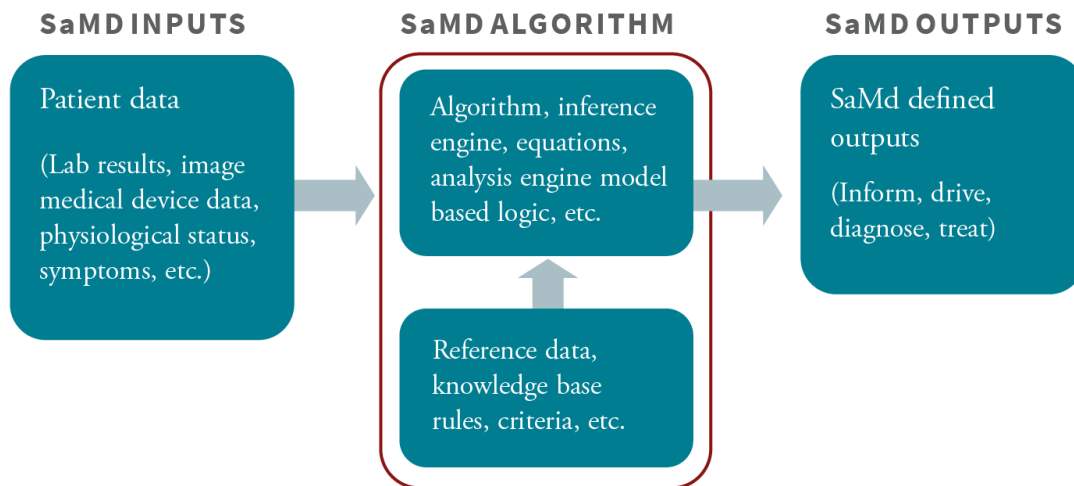 SaMD INPUTS
Patient data
(Lab results, image
medical device data,
physiological status,
symptoms, etc.)
SaMD ALGORITHM
Algorithm, inference
engine, equations,
analysis engine model
based logic, etc.
Reference data,
knowledge base
rules, criteria, etc.
SaMD OUTPUTS
SaMd defined
outputs
(Inform, drive,
diagnose, treat)